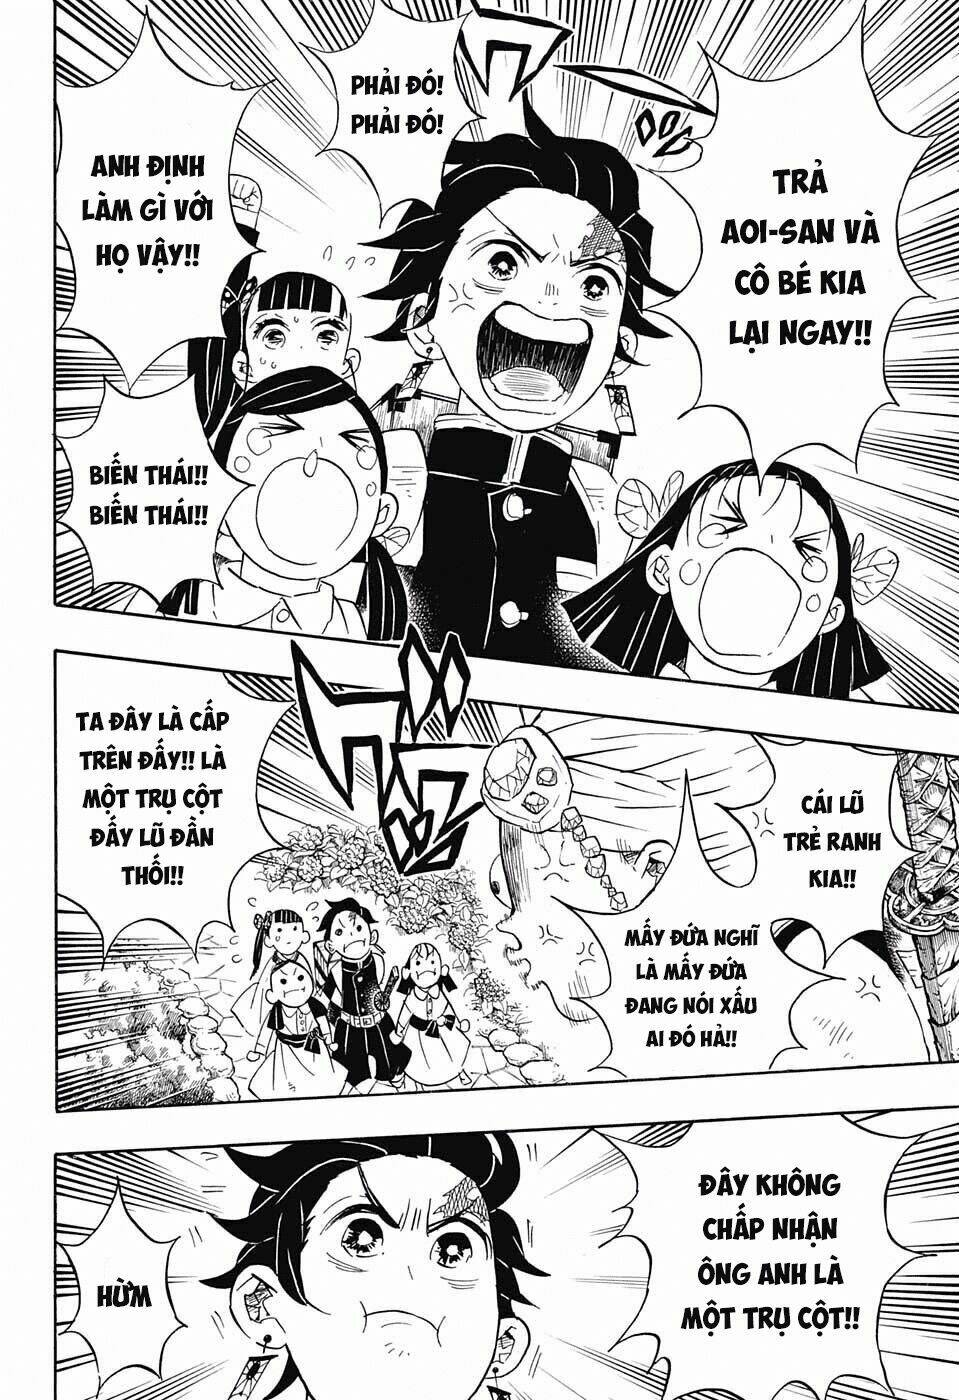 TRẢ
AOI-SAN VÀ
CÔ BÉ KIA
LẠI NGAY!!
PHẢI ĐÓ!
PHẢI ĐÓ!
ANH ĐỊNH
LÀM GÌ VỚI
HỌ VẬY!!
BIẾN THÁI!!
BIẾN THÁI!!
CÁI LŨ
TRẺ RANH
KIA!!
MẤY ĐỨA NGHĨ
LÀ MẤY ĐỨA
ĐANG NÓI XẤU
AI ĐÓ HẢ!!
TA ĐÂY LÀ CẤP
TRÊN ĐẤY!! LÀ
MỘT TRỤ CỘT
ĐẤY LŨ ĐẦN
THỐI!!
ĐÂY KHÔNG
CHẤP NHẬN
ÔNG ANH LÀ
MỘT TRỤ CỘT!!
HỪM